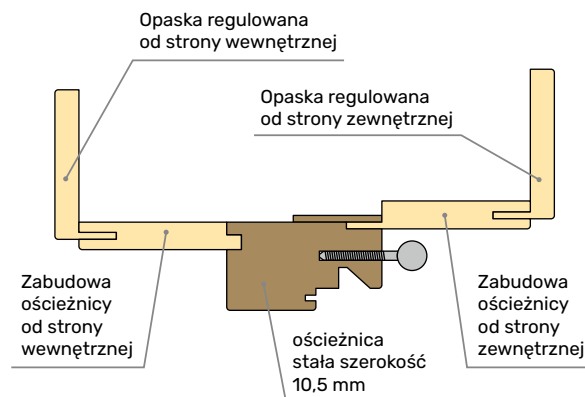 Opaska regulowana
od strony wewnętrznej
Opaska regulowana
od strony zewnętrznej
Zabudowa
ościeżnicy
od strony
wewnętrznej
ościeżnica
stała szerokość
10,5 mm
Zabudowa
ościeżnicy
od strony
zewnętrznej